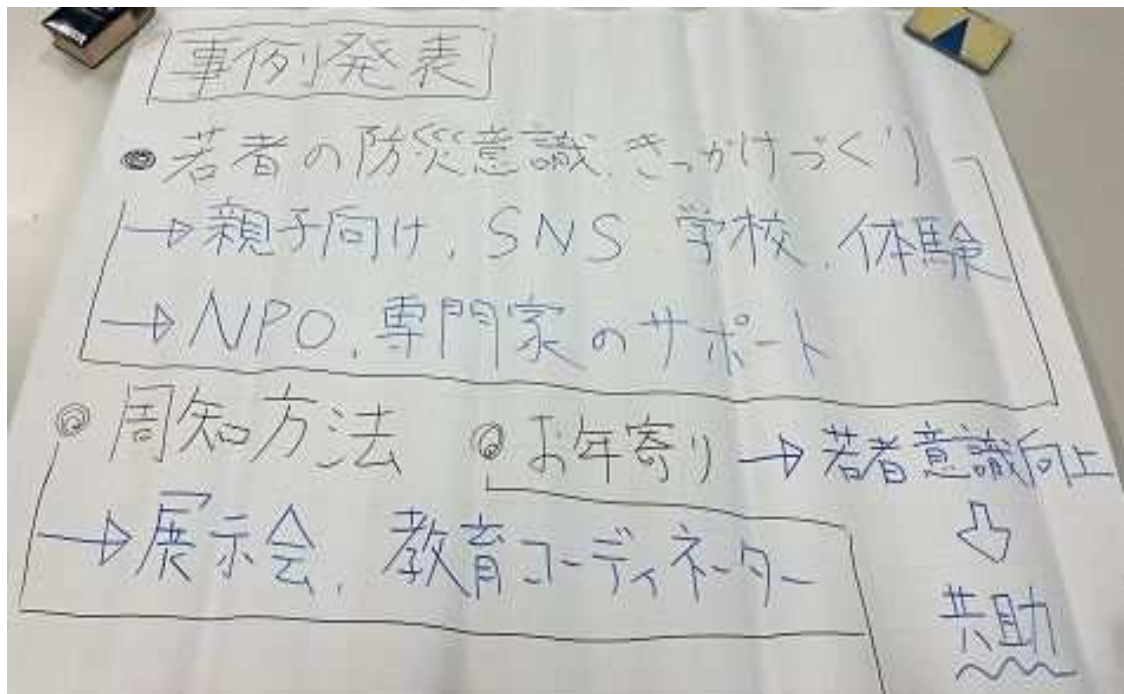 事例発表
◎若者の防災意識、きっかけづくり
→親子向け、SNS 学校、体験
→NPO、専門家のサポート
◎周知方法
→展示会、教育コーディネーター
◎お年寄り→若者意識向上
⇩
共助